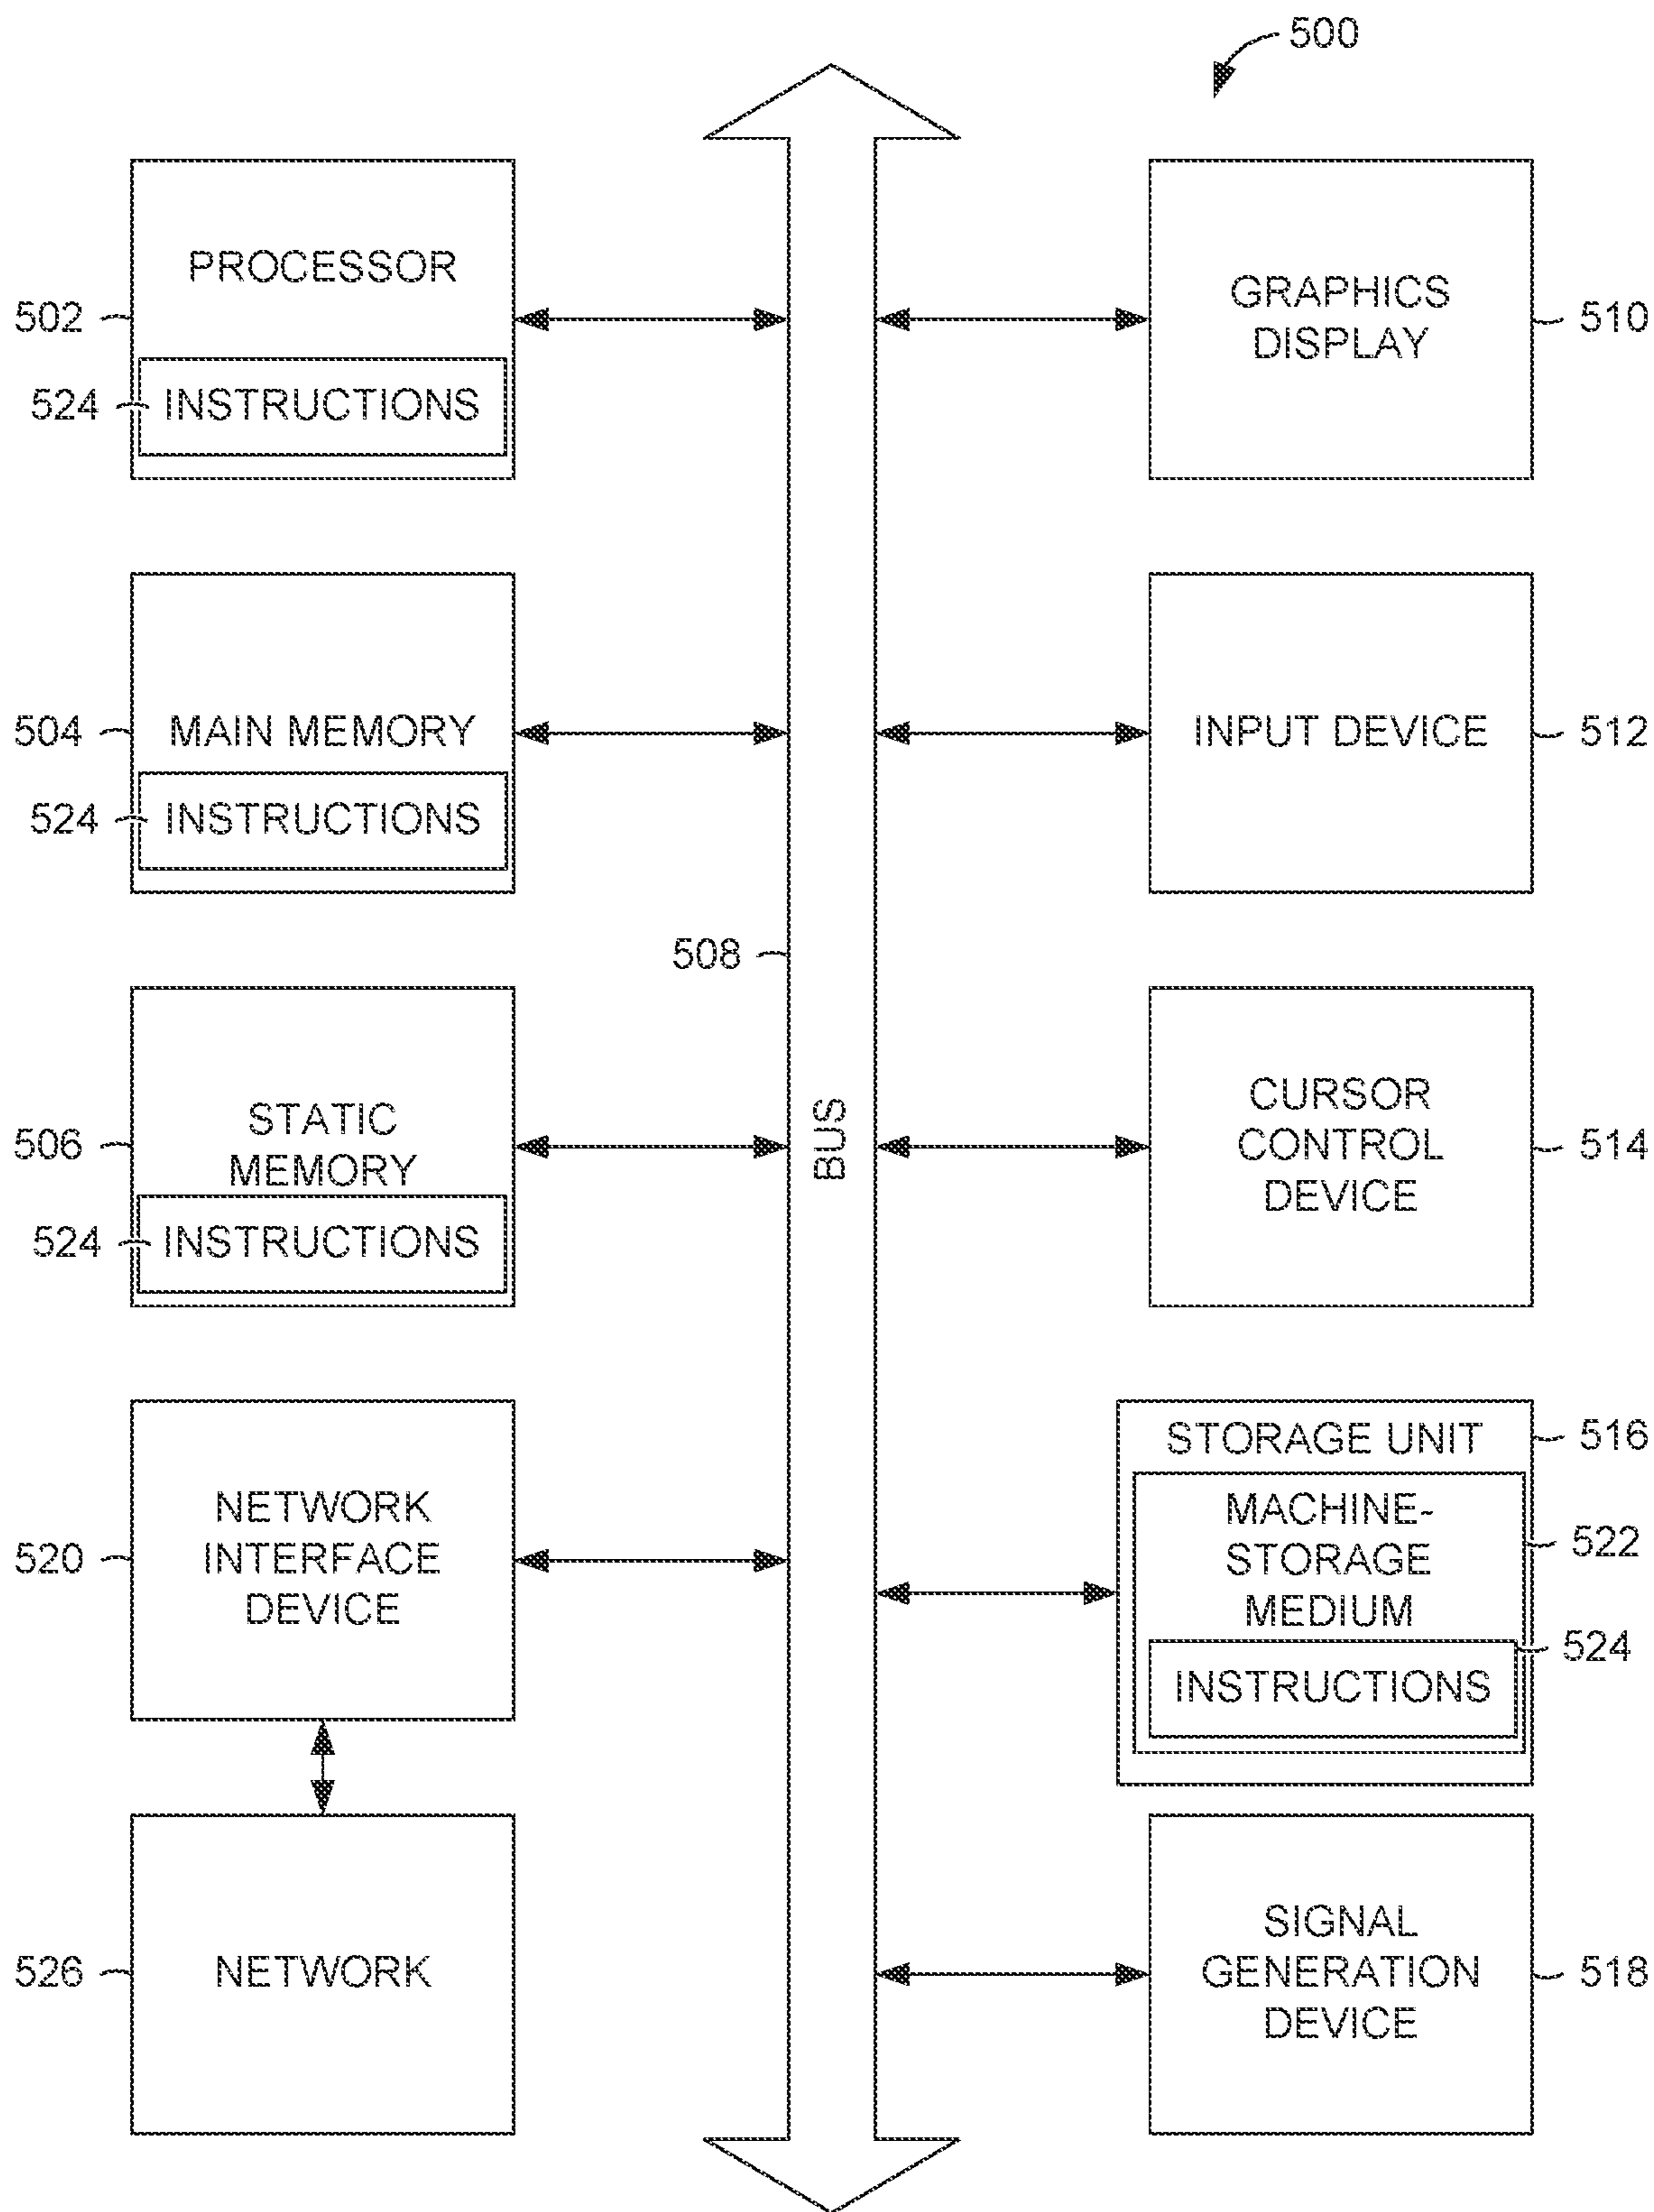 500
PROCESSOR
502
524
INSTRUCTIONS
GRAPHICS
DISPLAY
510
504
MAIN MEMORY
524
INSTRUCTIONS
INPUT DEVICE
512
508
BUS
506
STATIC
MEMORY
524
INSTRUCTIONS
CURSOR
CONTROL
DEVICE
514
520
NETWORK
INTERFACE
DEVICE
STORAGE UNIT
516
MACHINE-
STORAGE
MEDIUM
522
524
INSTRUCTIONS
526
NETWORK
SIGNAL
GENERATION
DEVICE
518